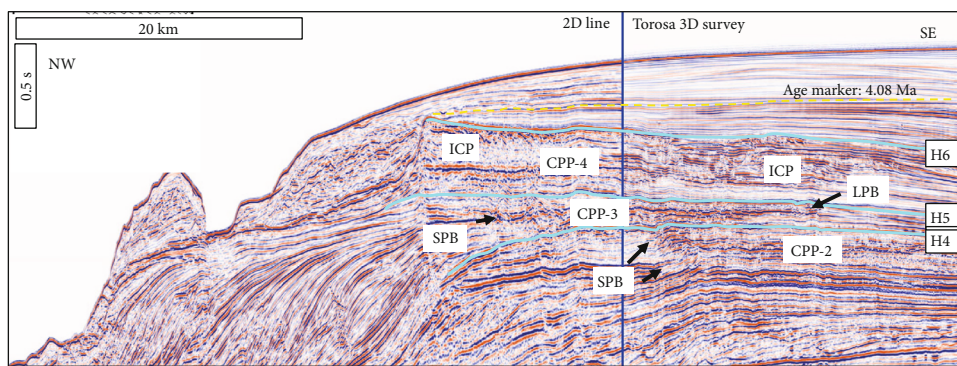 20 km
2D line
Torosa 3D survey
SE
0.5 s
NW
Age marker: 4.08 Ma
ICP
CPP-4
ICP
H6
LPB
CPP-3
H5
SPB
H4
CPP-2
SPB